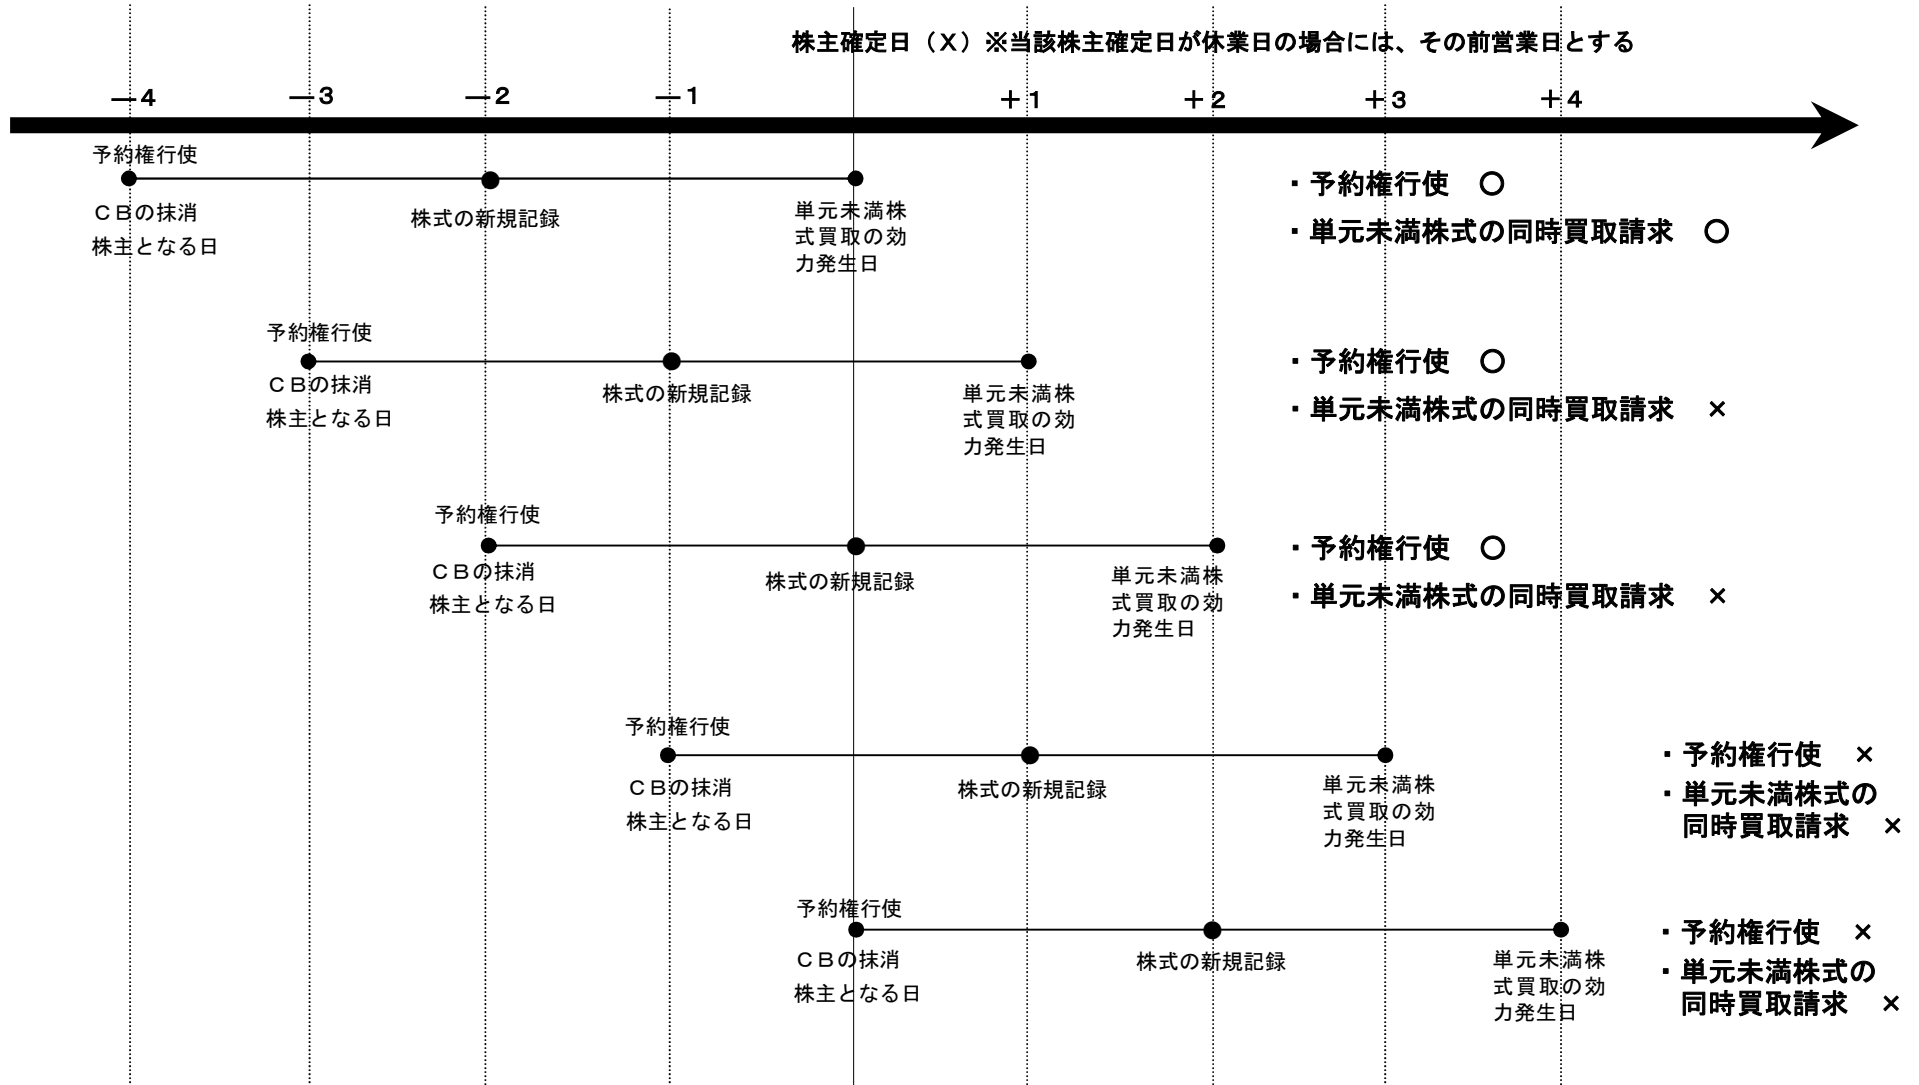 株主確定日（X）※当該株主確定日が休業日の場合には、その前営業日とする
―4 ―3 ―2 ―1 ＋1 ＋2 ＋3 ＋4
予約権行使
CBの抹消
株主となる日
株式の新規記録
単元未満株
式買取の効
力発生日
・予約権行使　○
・単元未満株式の同時買取請求　○
予約権行使
CBの抹消
株主となる日
株式の新規記録
単元未満株
式買取の効
力発生日
・予約権行使　○
・単元未満株式の同時買取請求　×
予約権行使
CBの抹消
株主となる日
株式の新規記録
単元未満株
式買取の効
力発生日
・予約権行使　○
・単元未満株式の同時買取請求　×
予約権行使
CBの抹消
株主となる日
株式の新規記録
単元未満株
式買取の効
力発生日
・予約権行使　×
・単元未満株式の
同時買取請求　×
予約権行使
CBの抹消
株主となる日
株式の新規記録
単元未満株
式買取の効
力発生日
・予約権行使　×
・単元未満株式の
同時買取請求　×